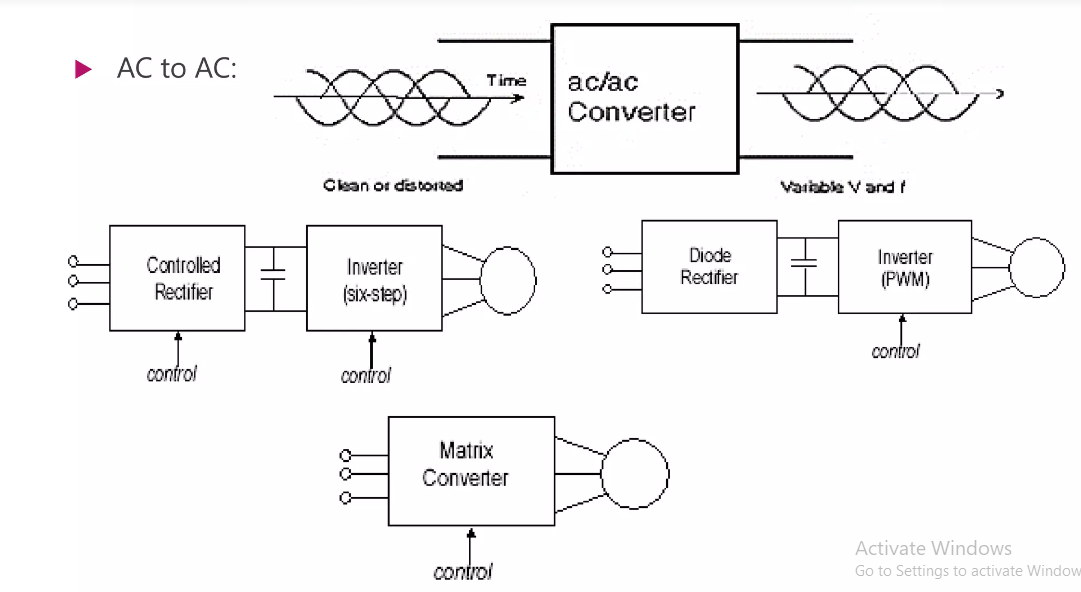 AC to AC:
Time
ac/ac
Converter
Clean or distorted
Variable V and f
Controlled
Rectifier
Inverter
(six-step)
control
control
Diode
Rectifier
Inverter
(PWM)
control
Matrix
Converter
control
Activate Windows
Go to Settings to activate Window